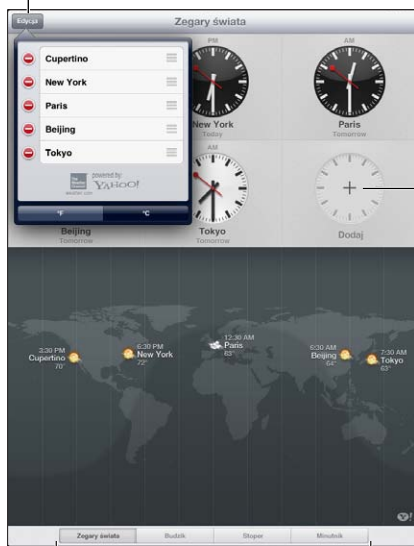 Edycja
Zegary świata
Cupertino
New York
Paris
Beijing
Tokyo
powered by
YAHOO!
°F
°C
PM
AM
New York
Today
Paris
Tomorrow
AM
Beijing
Tomorrow
Tokyo
Tomorrow
Dodaj
3:30 PM
Cupertino
70°
6:30 PM
New York
72°
12:30 AM
Paris
63°
6:30 AM
Beijing
64°
7:30 AM
Tokyo
63°
Y!
Zegary świata
Budzik
Stoper
Minutnik